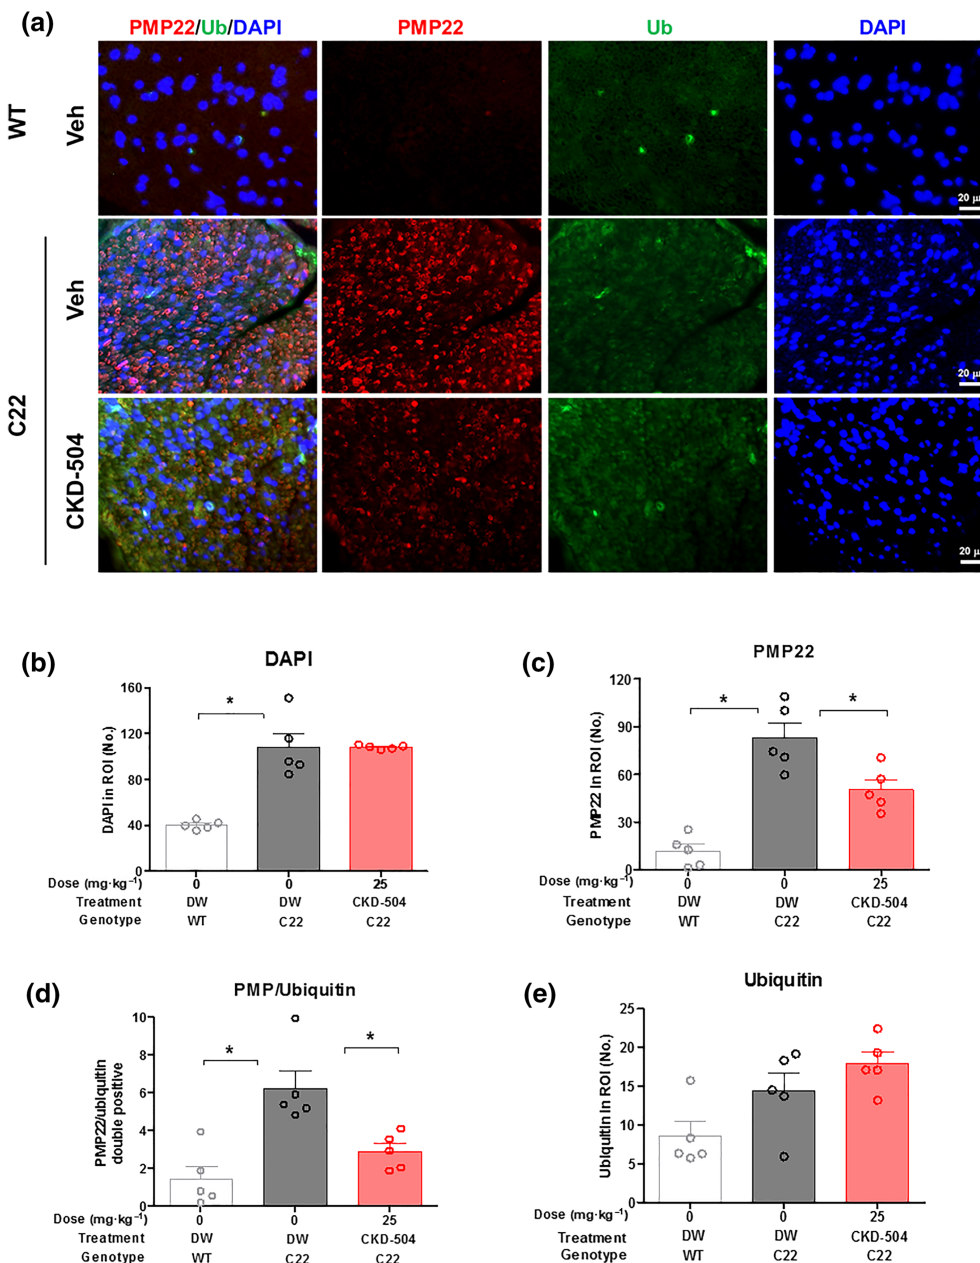 (a)
PMP22/Ub/DAPI PMP22 Ub DAPI
WT
Veh
20 μ
C22
Veh
20 μ
CKD-504
20 μ
(b)
DAPI
DAPI in ROI (No.)
160
120
80
40
0
Dose (mg·kg⁻¹) 0 0 25
Treatment DW DW CKD-504
Genotype WT C22 C22
*
(c)
PMP22
PMP22 In ROI (No.)
120
90
60
30
0
Dose (mg·kg⁻¹) 0 0 25
Treatment DW DW CKD-504
Genotype WT C22 C22
* *
(d)
PMP/Ubiquitin
PMP22/ubiquitin
double positive
10
8
6
4
2
0
Dose (mg·kg⁻¹) 0 0 25
Treatment DW DW CKD-504
Genotype WT C22 C22
* *
(e)
Ubiquitin
Ubiquitin In ROI (No.)
25
20
15
10
5
0
Dose (mg·kg⁻¹) 0 0 25
Treatment DW DW CKD-504
Genotype WT C22 C22